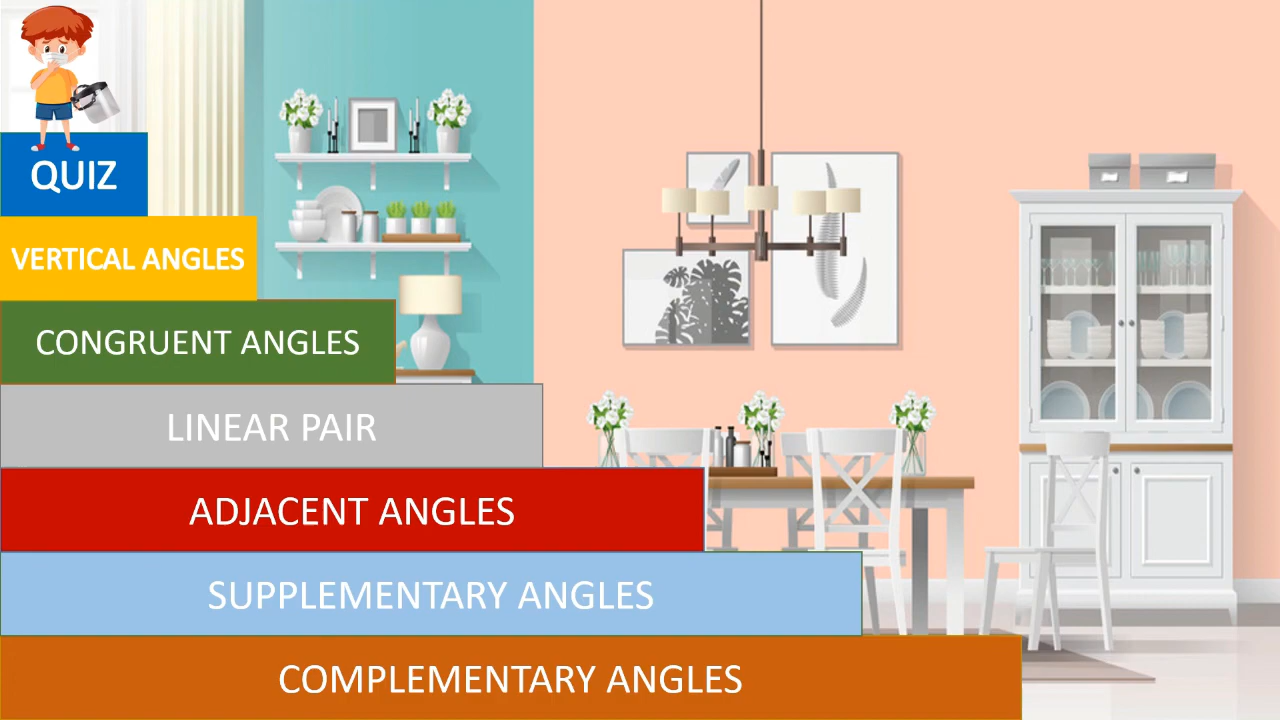 QUIZ
VERTICAL ANGLES
CONGRUENT ANGLES
LINEAR PAIR
ADJACENT ANGLES
SUPPLEMENTARY ANGLES
COMPLEMENTARY ANGLES